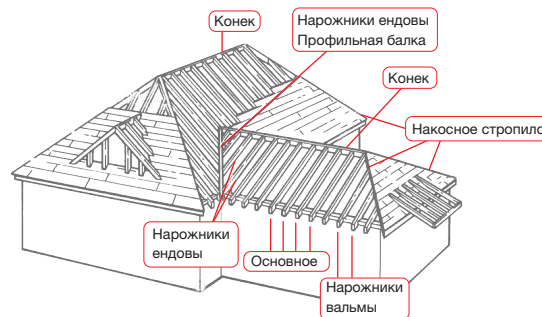 Конек
Нарожники ендовы
Профильная балка
Конек
Накосное стропило
Нарожники
ендовы
Основное
Нарожники
вальмы